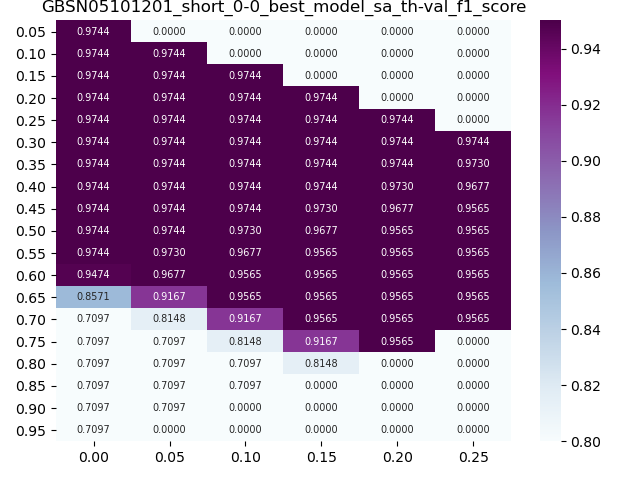 GBSN05101201_short_0-0_best_model_sa_th-val_f1_score
0.05 0.9744 0.0000 0.0000 0.0000 0.0000 0.0000
0.10 0.9744 0.9744 0.0000 0.0000 0.0000 0.0000
0.15 0.9744 0.9744 0.9744 0.0000 0.0000 0.0000
0.20 0.9744 0.9744 0.9744 0.9744 0.0000 0.0000
0.25 0.9744 0.9744 0.9744 0.9744 0.9744 0.0000
0.30 0.9744 0.9744 0.9744 0.9744 0.9744 0.9744
0.35 0.9744 0.9744 0.9744 0.9744 0.9744 0.9730
0.40 0.9744 0.9744 0.9744 0.9744 0.9730 0.9677
0.45 0.9744 0.9744 0.9744 0.9730 0.9677 0.9565
0.50 0.9744 0.9744 0.9730 0.9677 0.9565 0.9565
0.55 0.9744 0.9730 0.9677 0.9565 0.9565 0.9565
0.60 0.9474 0.9677 0.9565 0.9565 0.9565 0.9565
0.65 0.8571 0.9167 0.9565 0.9565 0.9565 0.9565
0.70 0.7097 0.8148 0.9167 0.9565 0.9565 0.9565
0.75 0.7097 0.7097 0.8148 0.9167 0.9565 0.0000
0.80 0.7097 0.7097 0.7097 0.8148 0.0000 0.0000
0.85 0.7097 0.7097 0.7097 0.0000 0.0000 0.0000
0.90 0.7097 0.7097 0.0000 0.0000 0.0000 0.0000
0.95 0.7097 0.0000 0.0000 0.0000 0.0000 0.0000
0.00 0.05 0.10 0.15 0.20 0.25
0.94
0.92
0.90
0.88
0.86
0.84
0.82
0.80